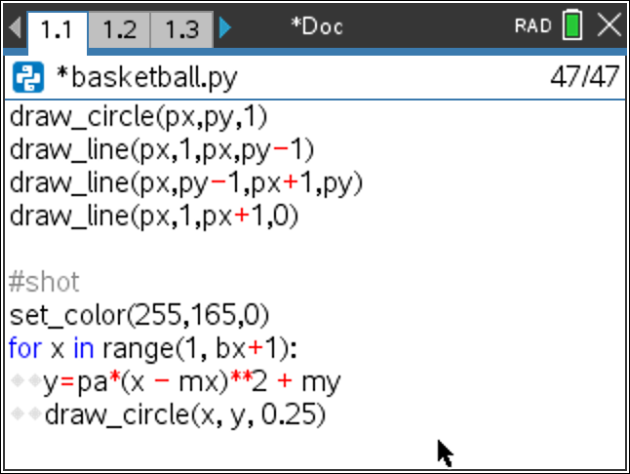 1.1 1.2 1.3 *Doc RAD
*basketball.py 47/47
draw_circle(px,py,1)
draw_line(px,1,px,py-1)
draw_line(px,py-1,px+1,py)
draw_line(px,1,px+1,0)
#shot
set_color(255,165,0)
for x in range(1, bx+1):
y=pa*(x - mx)**2 + my
draw_circle(x, y, 0.25)